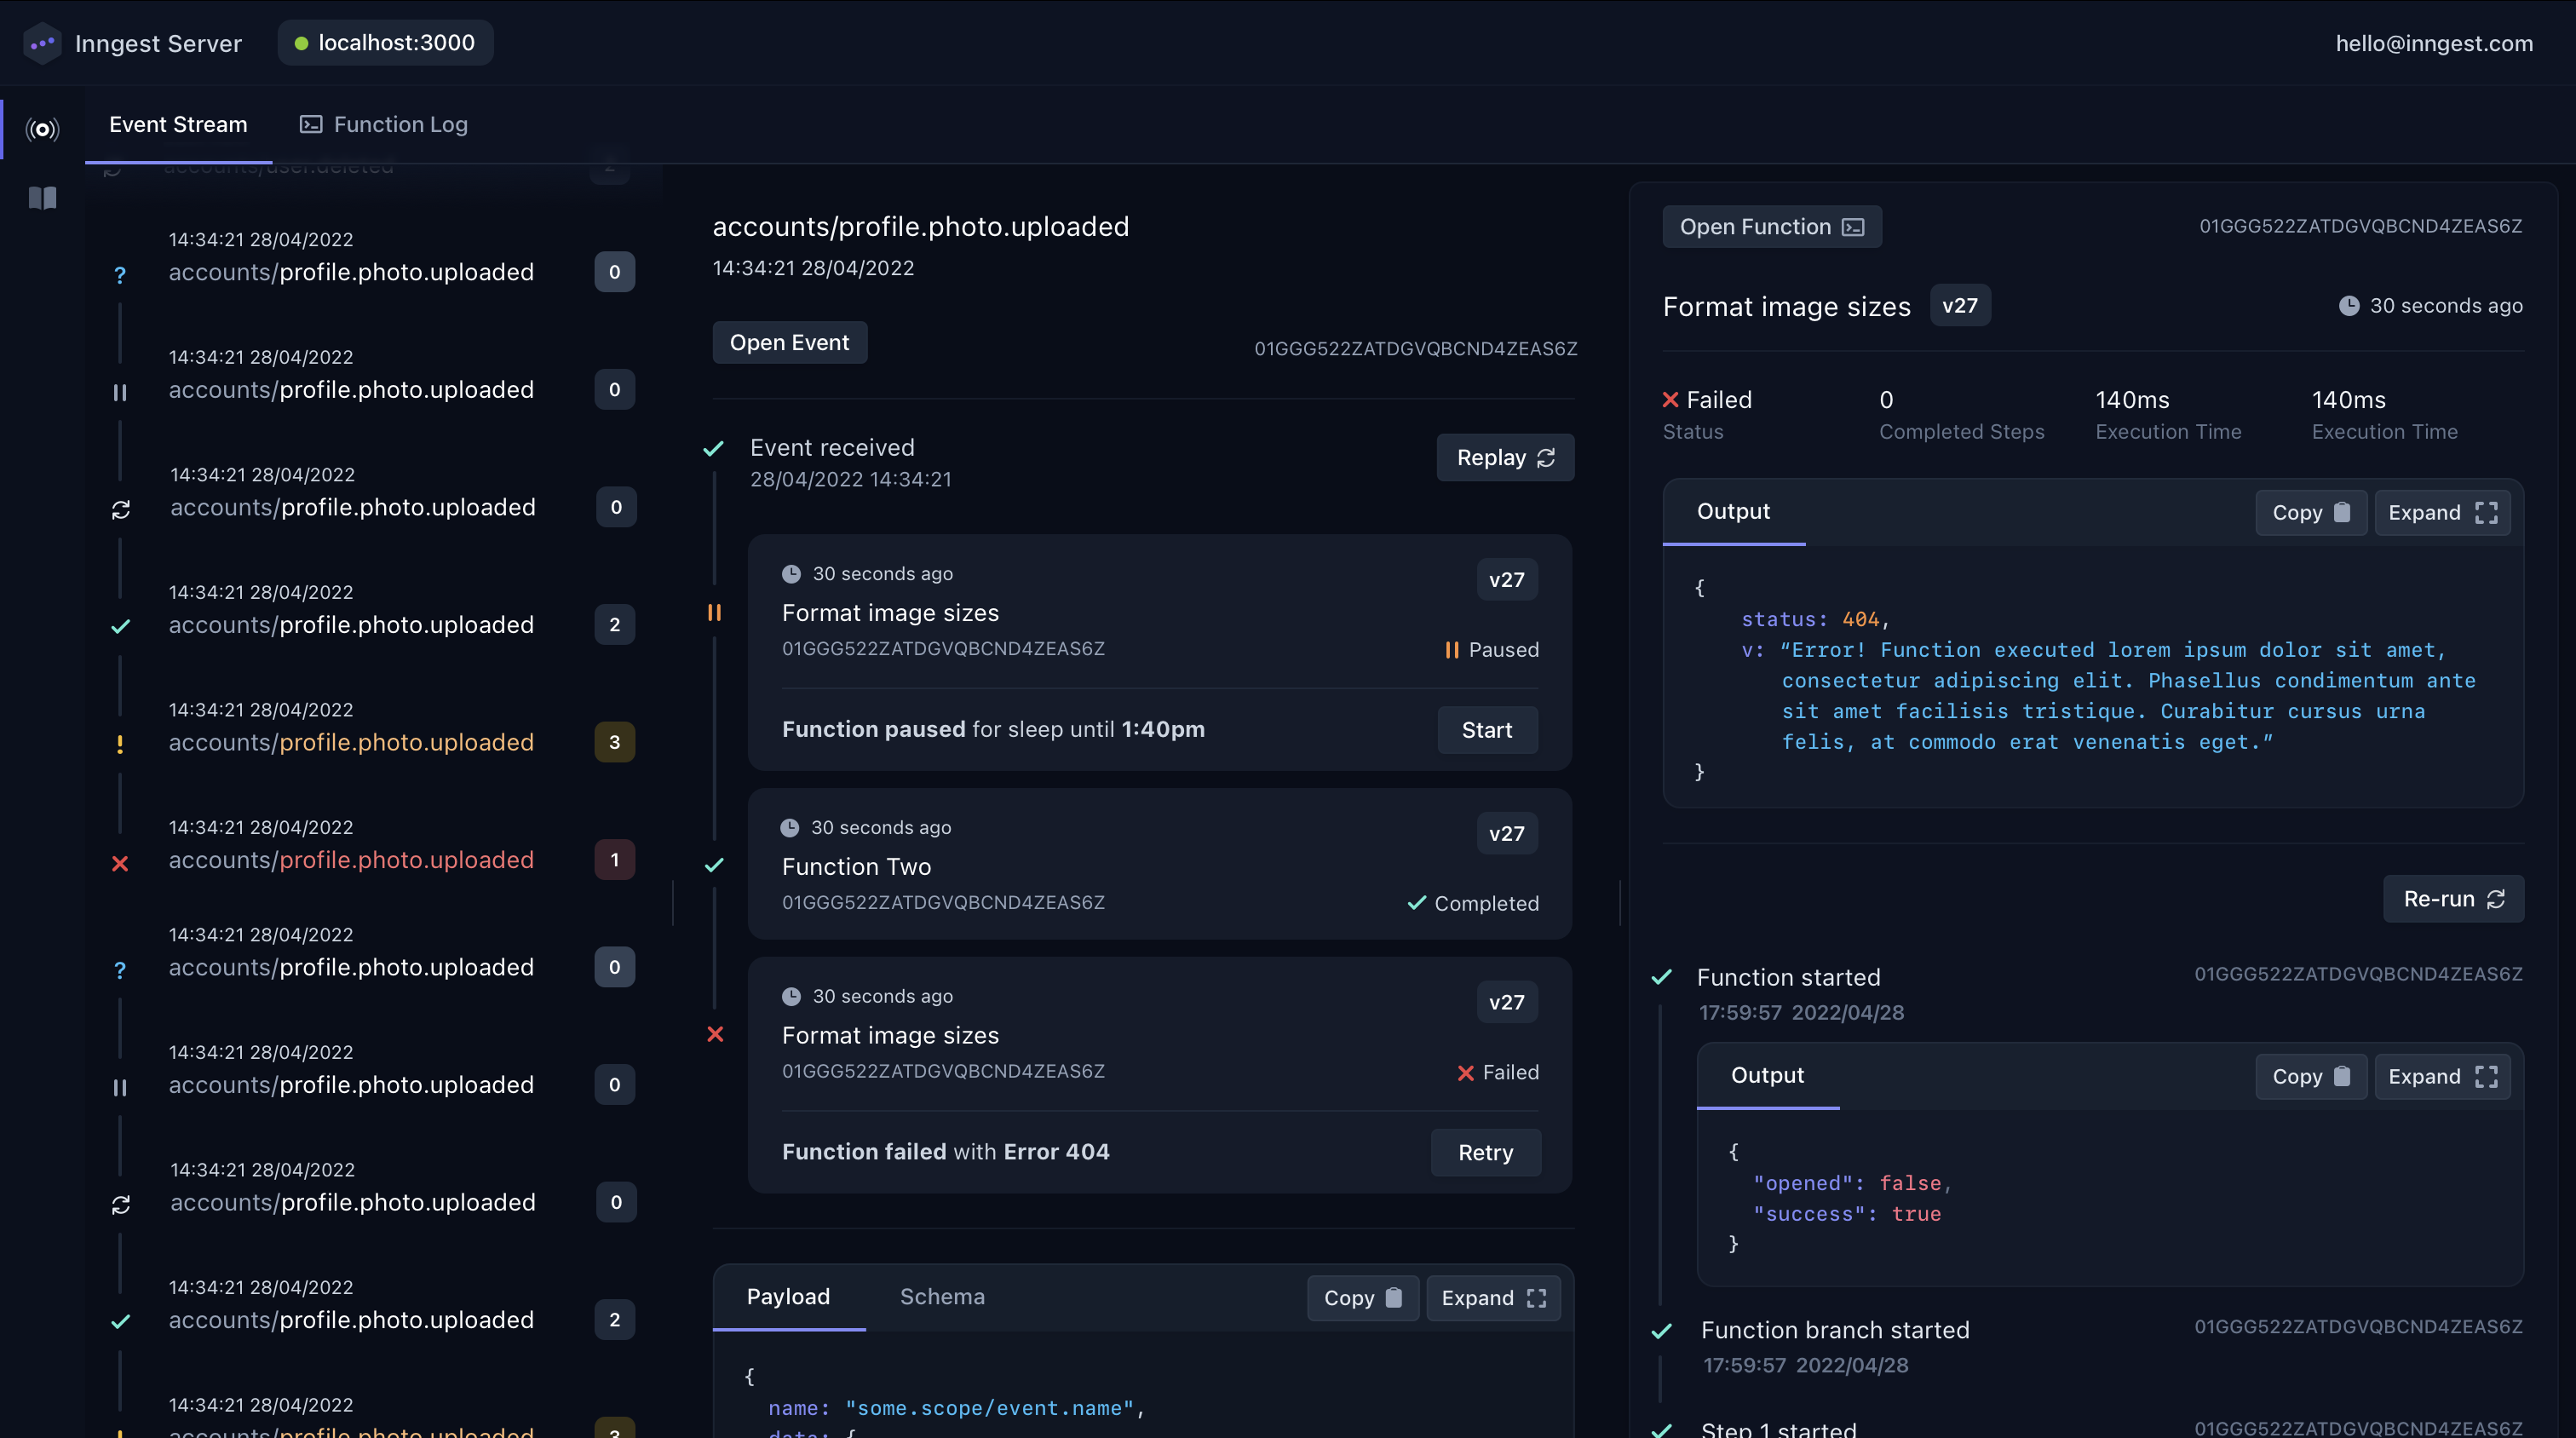 Inngest Server
localhost:3000
hello@inngest.com
Event Stream
Function Log
accounts/user.deleted
2
14:34:21 28/04/2022
?
accounts/profile.photo.uploaded
0
14:34:21 28/04/2022
accounts/profile.photo.uploaded
0
14:34:21 28/04/2022
accounts/profile.photo.uploaded
0
14:34:21 28/04/2022
accounts/profile.photo.uploaded
2
14:34:21 28/04/2022
!
accounts/profile.photo.uploaded
3
14:34:21 28/04/2022
accounts/profile.photo.uploaded
1
14:34:21 28/04/2022
?
accounts/profile.photo.uploaded
0
14:34:21 28/04/2022
accounts/profile.photo.uploaded
0
14:34:21 28/04/2022
accounts/profile.photo.uploaded
0
14:34:21 28/04/2022
accounts/profile.photo.uploaded
2
14:34:21 28/04/2022
!
accounts/profile.photo.uploaded
3
accounts/profile.photo.uploaded
14:34:21 28/04/2022
Open Event
01GGG522ZATDGVQBCND4ZEAS6Z
Event received
28/04/2022 14:34:21
Replay
30 seconds ago
v27
Format image sizes
01GGG522ZATDGVQBCND4ZEAS6Z
Paused
Function paused for sleep until 1:40pm
Start
30 seconds ago
v27
Function Two
01GGG522ZATDGVQBCND4ZEAS6Z
Completed
30 seconds ago
v27
Format image sizes
01GGG522ZATDGVQBCND4ZEAS6Z
Failed
Function failed with Error 404
Retry
Payload
Schema
Copy
Expand
{
name: "some.scope/event.name",
data: {
Open Function
01GGG522ZATDGVQBCND4ZEAS6Z
Format image sizes
v27
30 seconds ago
Failed
Status
0
Completed Steps
140ms
Execution Time
140ms
Execution Time
Output
Copy
Expand
{
status: 404,
v: “Error! Function executed lorem ipsum dolor sit amet,
consectetur adipiscing elit. Phasellus condimentum ante
sit amet facilisis tristique. Curabitur cursus urna
felis, at commodo erat venenatis eget.”
}
Re-run
Function started
01GGG522ZATDGVQBCND4ZEAS6Z
17:59:57 2022/04/28
Output
Copy
Expand
{
"opened": false,
"success": true
}
Function branch started
01GGG522ZATDGVQBCND4ZEAS6Z
17:59:57 2022/04/28
Step 1 started
01GGG522ZATDGVQBCND4ZEAS6Z